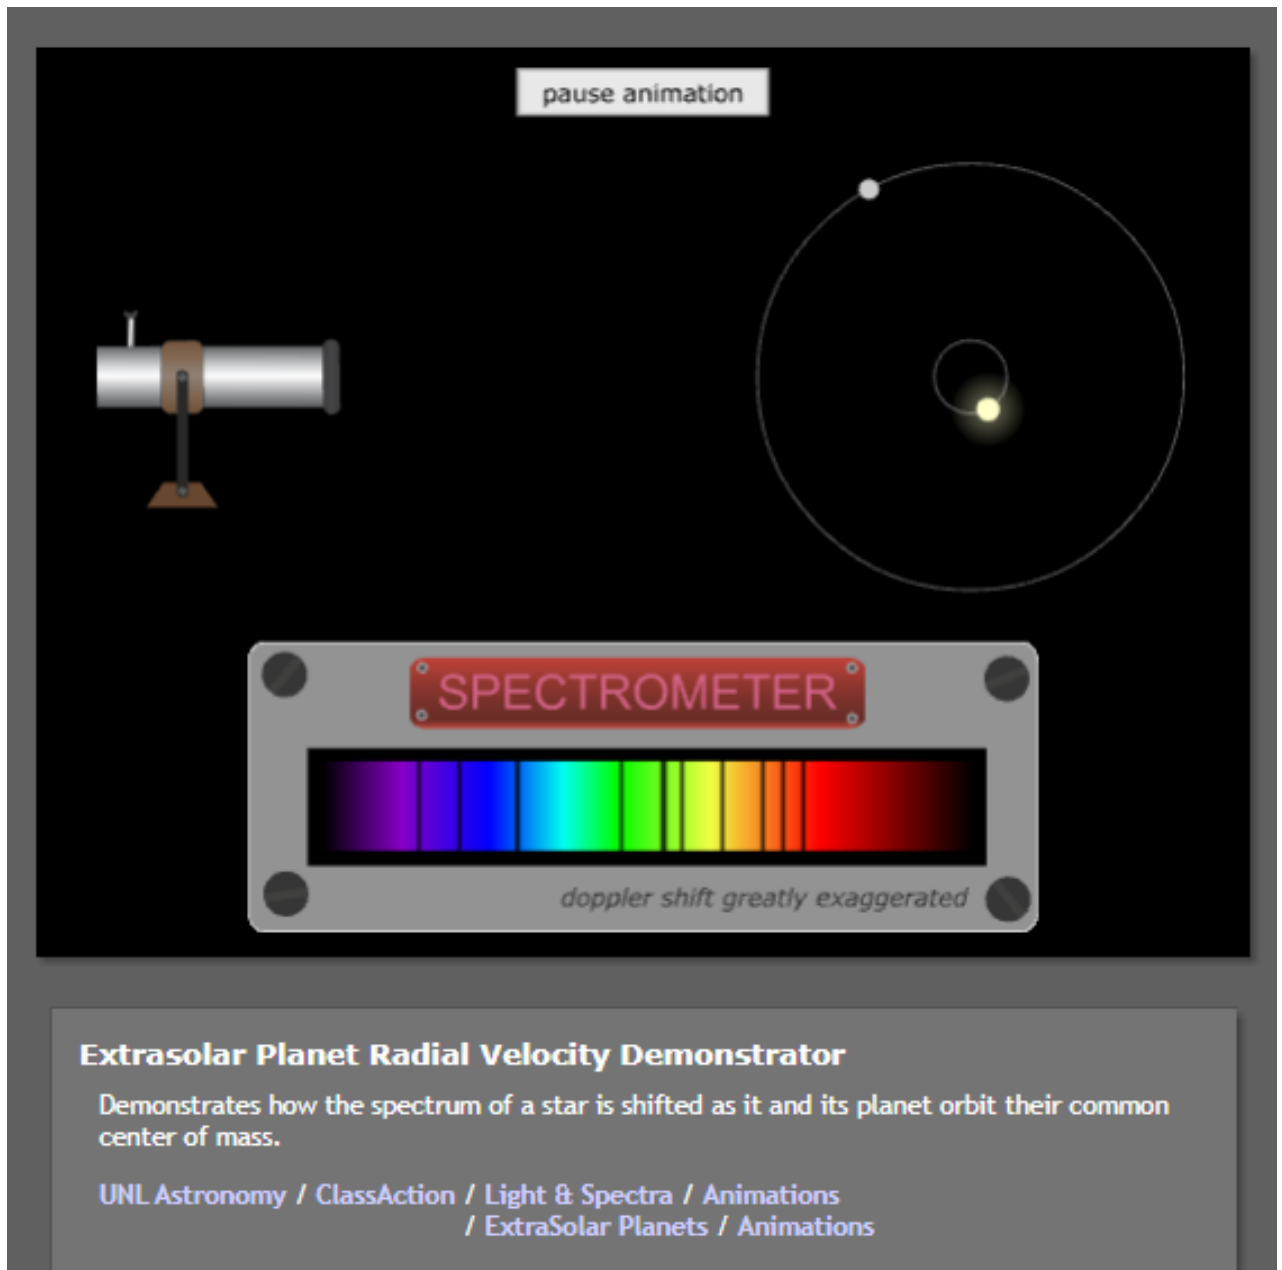 pause animation
SPECTROMETER
doppler shift greatly exaggerated
Extrasolar Planet Radial Velocity Demonstrator
Demonstrates how the spectrum of a star is shifted as it and its planet orbit their common
center of mass.
UNL Astronomy / ClassAction / Light & Spectra / Animations
/ ExtraSolar Planets / Animations